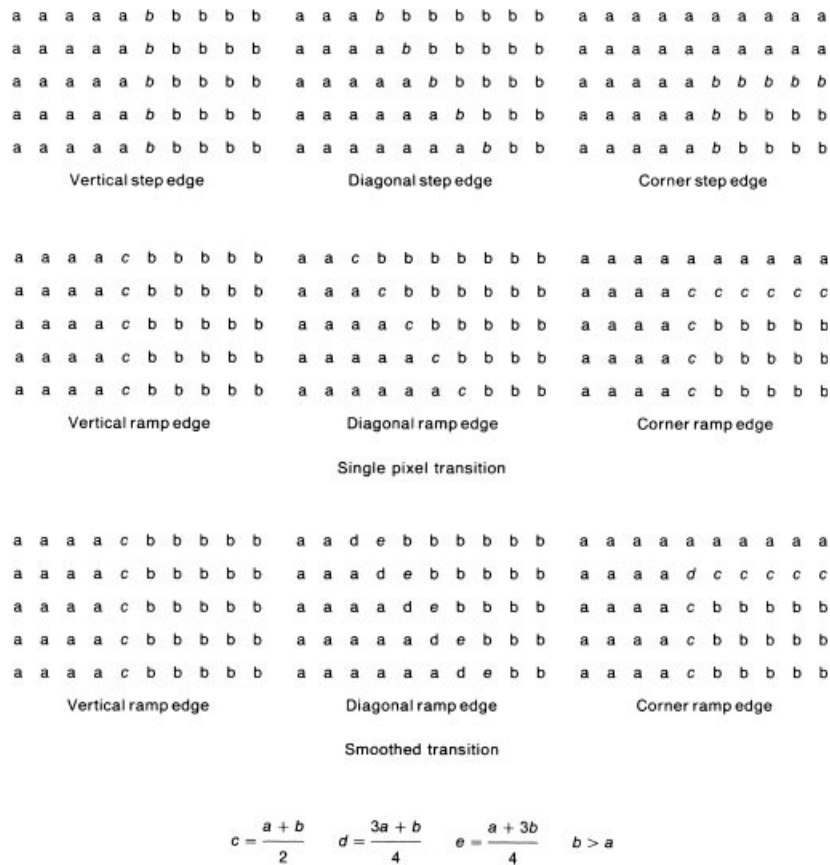 a a a a a b b b b b a a a b b b b b b b a a a a a a a a a a
a a a a a b b b b b a a a a b b b b b b a a a a a a a a a a
a a a a a b b b b b a a a a a b b b b b a a a a a b b b b b
a a a a a b b b b b a a a a a a b b b b a a a a a b b b b b
a a a a a b b b b b a a a a a a a b b b a a a a a b b b b b
Vertical step edge Diagonal step edge Corner step edge
a a a a c b b b b b a a c b b b b b b b a a a a a a a a a a
a a a a c b b b b b a a a c b b b b b b a a a a c c c c c c
a a a a c b b b b b a a a a c b b b b b a a a a c b b b b b
a a a a c b b b b b a a a a a c b b b b a a a a c b b b b b
a a a a c b b b b b a a a a a a c b b b a a a a c b b b b b
Vertical ramp edge Diagonal ramp edge Corner ramp edge
Single pixel transition
a a a a c b b b b b a a d e b b b b b b a a a a a a a a a a
a a a a c b b b b b a a a d e b b b b b a a a a d c c c c c
a a a a c b b b b b a a a a d e b b b b a a a a c b b b b b
a a a a c b b b b b a a a a a d e b b b a a a a c b b b b b
a a a a c b b b b b a a a a a a d e b b a a a a c b b b b b
Vertical ramp edge Diagonal ramp edge Corner ramp edge
Smoothed transition
c = (a + b) / 2 d = (3a + b) / 4 e = (a + 3b) / 4 b > a